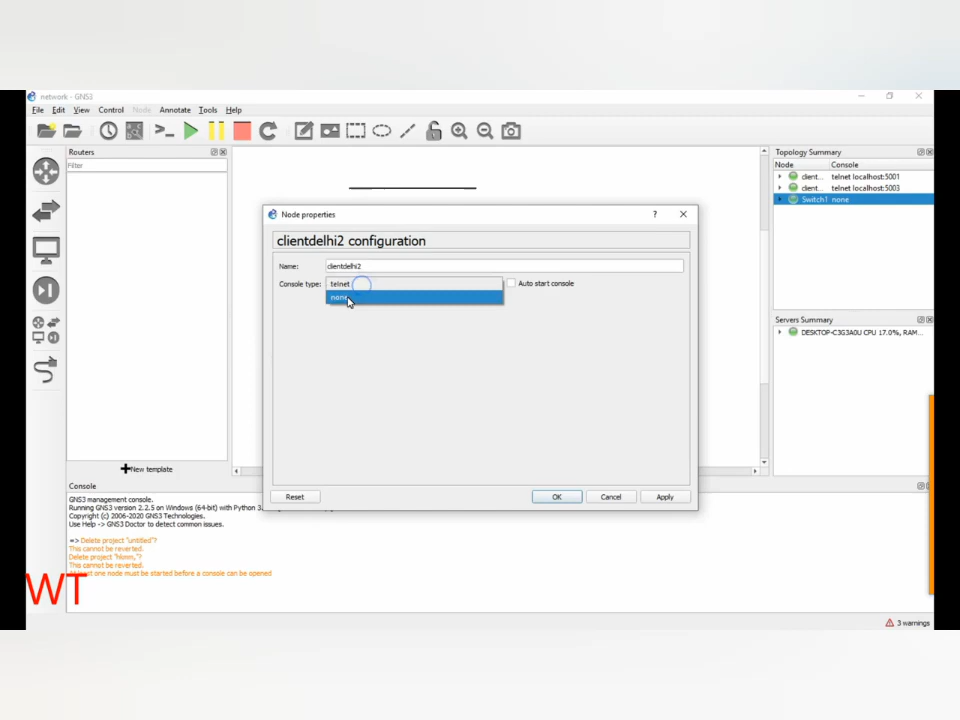 network - GNS3
File Edit View Control Node Annotate Tools Help
Routers
Filter
New template
Topology Summary
Node Console
client... telnet localhost:5001
client... telnet localhost:5003
Switch1 none
Servers Summary
DESKTOP-C3G3A0U CPU 17.0%, RAM...
Node properties
?
clientdelhi2 configuration
Name: clientdelhi2
Console type: telnet
none
Auto start console
Reset OK Cancel Apply
Console
GNS3 management console.
Running GNS3 version 2.2.5 on Windows (64-bit) with Python 3.
Copyright (c) 2006-2020 GNS3 Technologies.
Use Help -> GNS3 Doctor to detect common issues.
=> Delete project "untitled"?
This cannot be reverted.
This cannot be reverted.
one node must be started before a console can be opened
WT
3 warnings